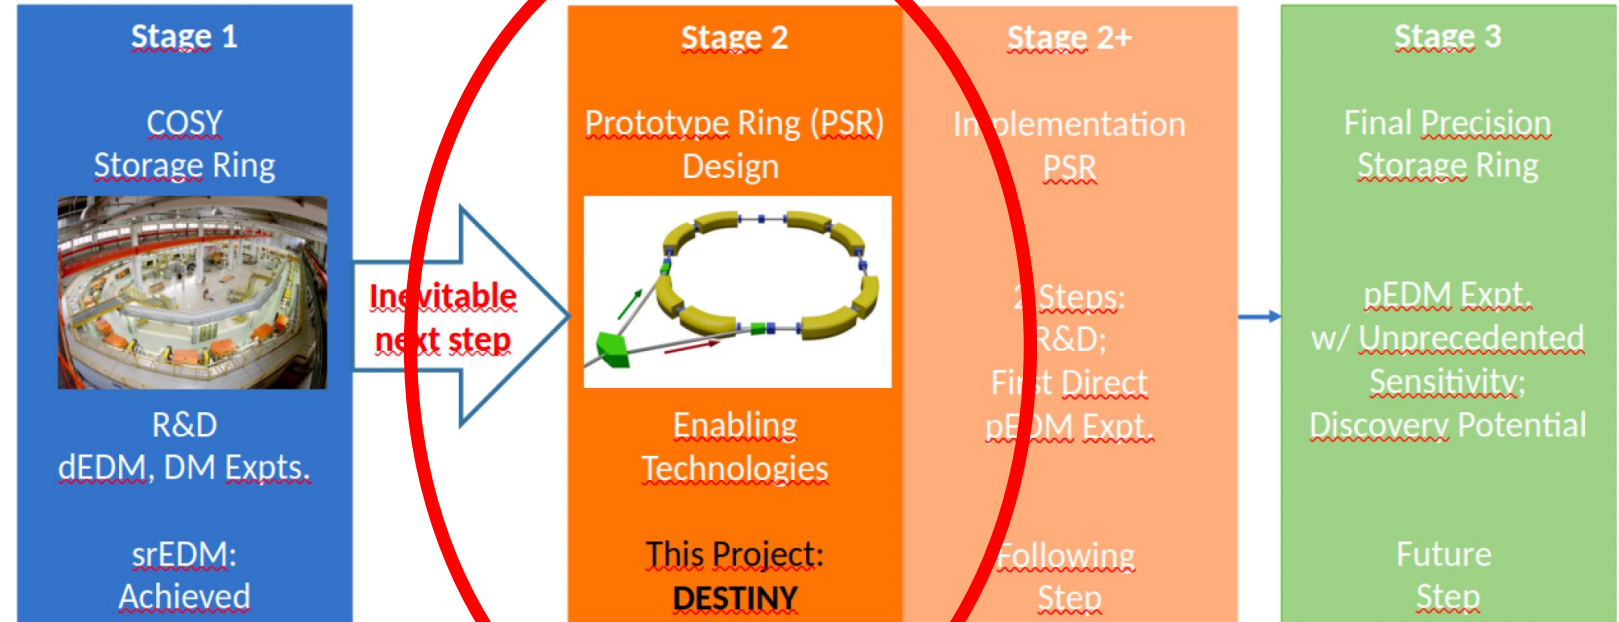 Stage 1
COSY
Storage Ring
R&D
dEDM, DM Expts.
srEDM:
Achieved
Inevitable
next step
Stage 2
Prototype Ring (PSR)
Design
Enabling
Technologies
This Project:
DESTINY
Stage 2+
Implementation
PSR
2 Steps:
R&D;
First Direct
pEDM Expt.
Following
Step
Stage 3
Final Precision
Storage Ring
pEDM Expt.
w/ Unprecedented
Sensitivity;
Discovery Potential
Future
Step